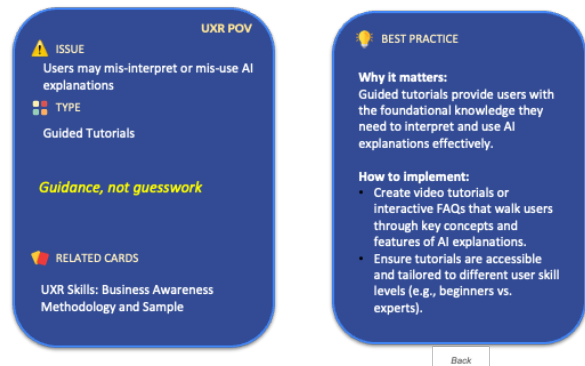 UXR POV
ISSUE
Users may mis-interpret or mis-use AI
explanations
TYPE
Guided Tutorials
Guidance, not guesswork
RELATED CARDS
UXR Skills: Business Awareness
Methodology and Sample
BEST PRACTICE
Why it matters:
Guided tutorials provide users with
the foundational knowledge they
need to interpret and use AI
explanations effectively.
How to implement:
• Create video tutorials or
interactive FAQs that walk users
through key concepts and
features of AI explanations.
• Ensure tutorials are accessible
and tailored to different user skill
levels (e.g., beginners vs.
experts).
Back